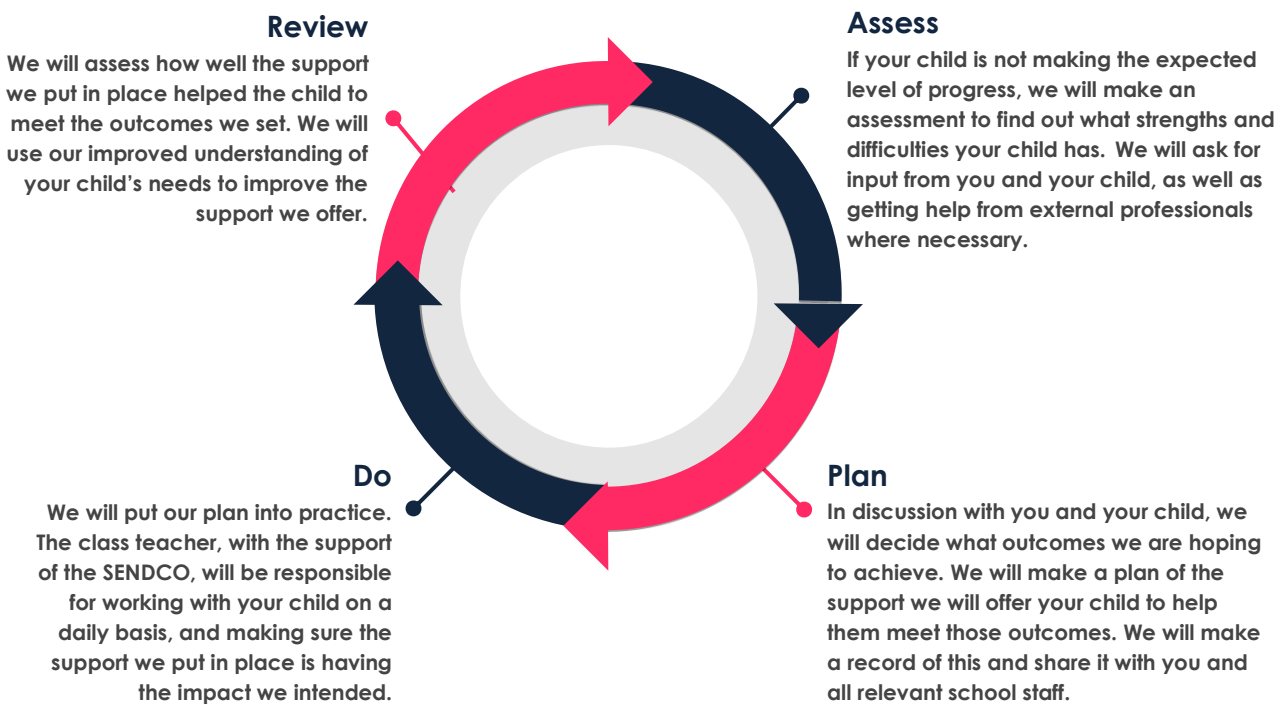 Review
We will assess how well the support
we put in place helped the child to
meet the outcomes we set. We will
use our improved understanding of
your child’s needs to improve the
support we offer.
Assess
If your child is not making the expected
level of progress, we will make an
assessment to find out what strengths and
difficulties your child has.  We will ask for
input from you and your child, as well as
getting help from external professionals
where necessary.
Do
We will put our plan into practice.
The class teacher, with the support
of the SENDCO, will be responsible
for working with your child on a
daily basis, and making sure the
support we put in place is having
the impact we intended.
Plan
In discussion with you and your child, we
will decide what outcomes we are hoping
to achieve. We will make a plan of the
support we will offer your child to help
them meet those outcomes. We will make
a record of this and share it with you and
all relevant school staff.